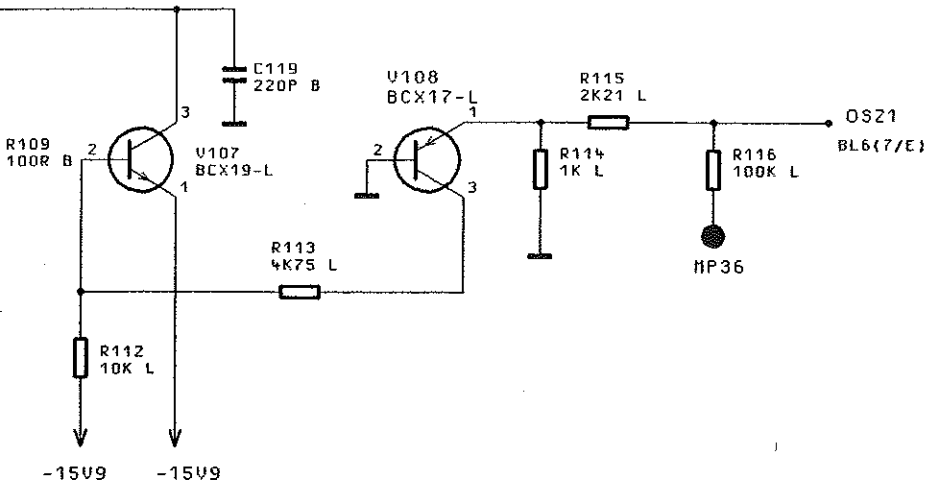 C119
220P B
V108
BCX17-L
R115
2K21 L
OSZ1
BL6(7/E)
R109
100R B
3
2
1
V107
BCX19-L
1
2
3
R114
1K L
R116
100K L
MP36
R113
4K75 L
R112
10K L
-15V9
-15V9